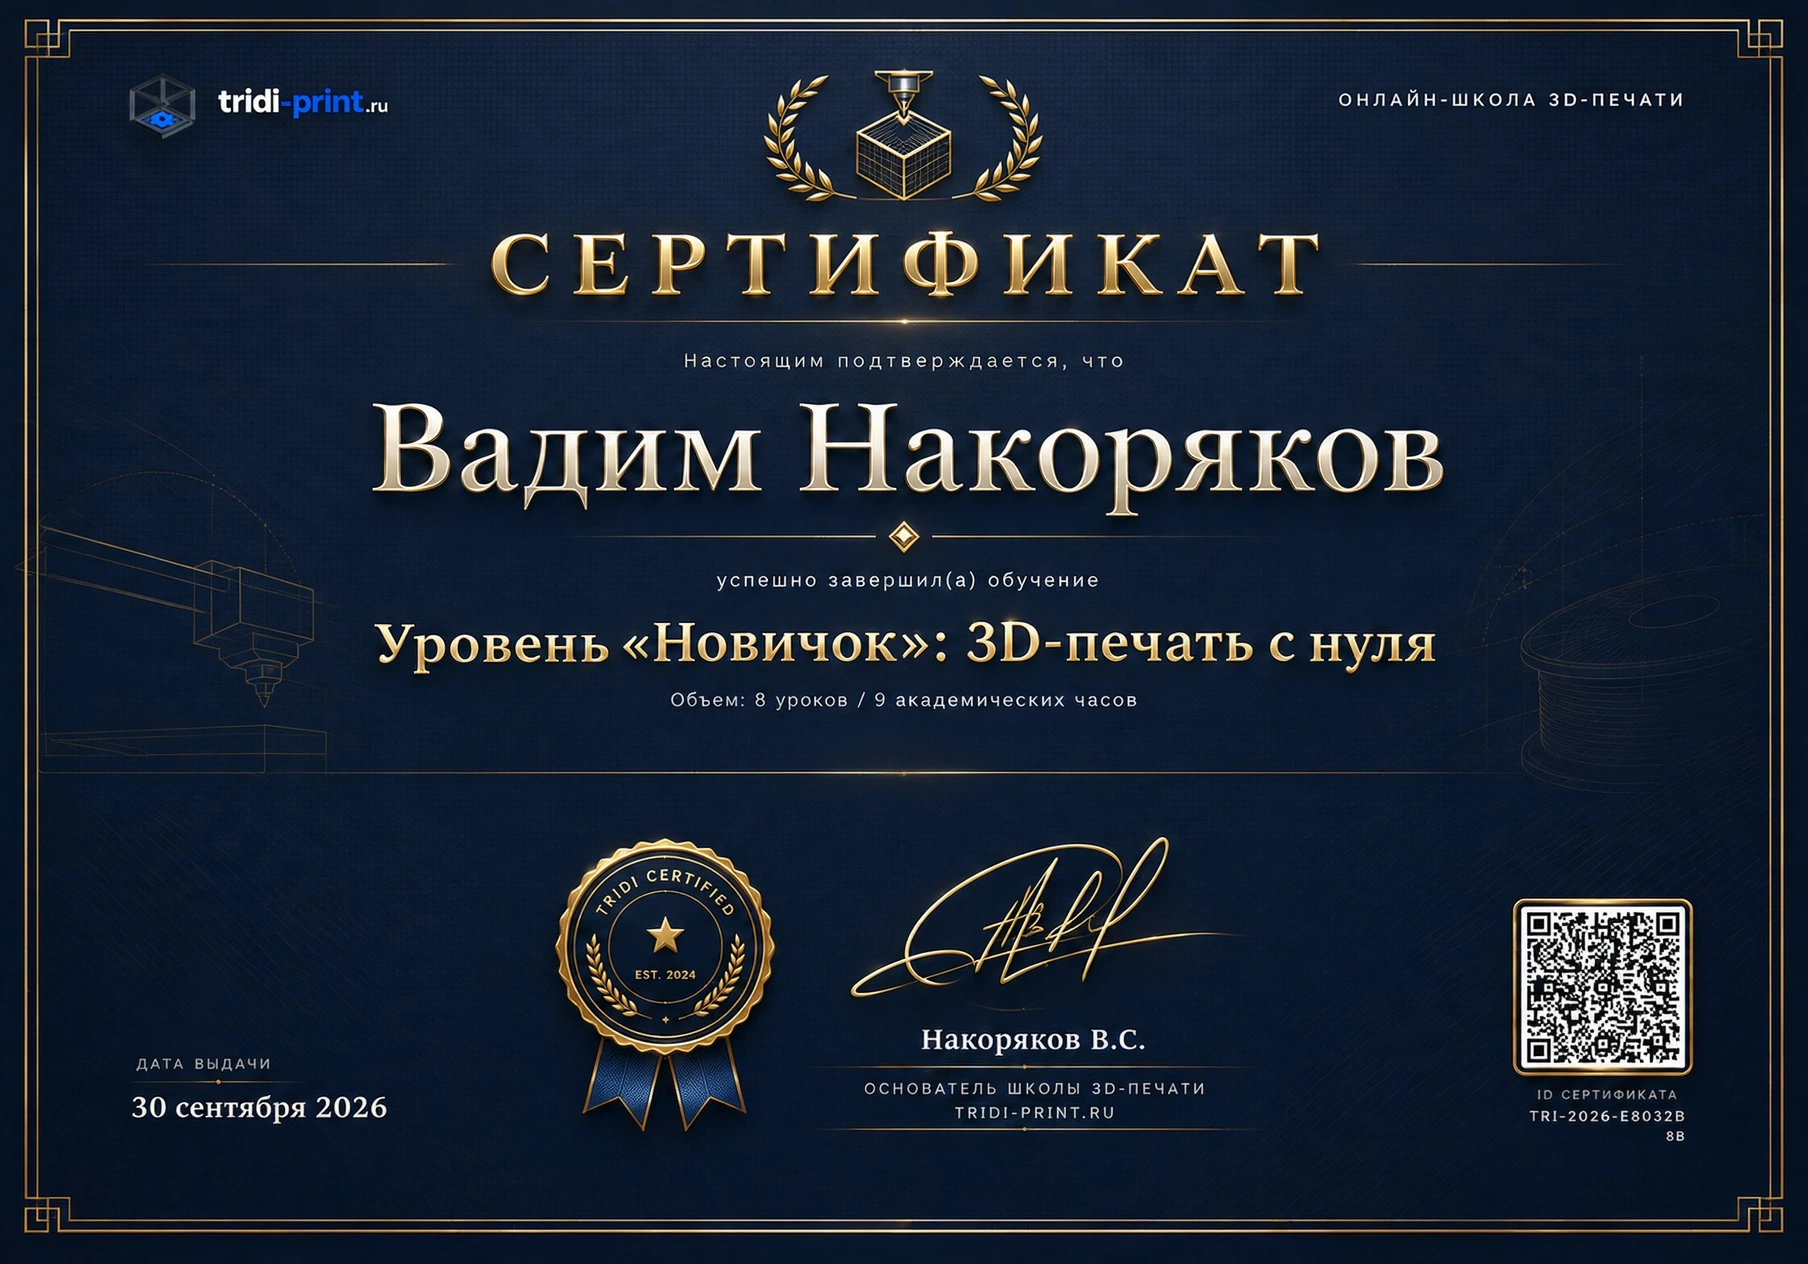 tridi-print.ru
ОНЛАЙН-ШКОЛА 3D-ПЕЧАТИ
СЕРТИФИКАТ
Настоящим подтверждается, что
Вадим Накоряков
успешно завершил(а) обучение
Уровень «Новичок»: 3D-печать с нуля
Объем: 8 уроков / 9 академических часов
TRIDI CERTIFIED
EST. 2024
Накоряков В.С.
ОСНОВАТЕЛЬ ШКОЛЫ 3D-ПЕЧАТИ
TRIDI-PRINT.RU
ДАТА ВЫДАЧИ
30 сентября 2026
ID СЕРТИФИКАТА
TRI-2026-E8032B
8B